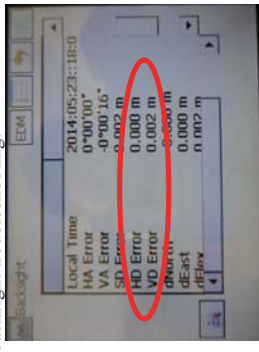 Backsight
EDM
Local Time 2014:05:23::18:0
HA Error 0°00'00"
VA Error -0°00'16"
SD Error 0.002 m
HD Error 0.000 m
VD Error 0.002 m
dNorth 0.000 m
dEast 0.000 m
dElev 0.002 m